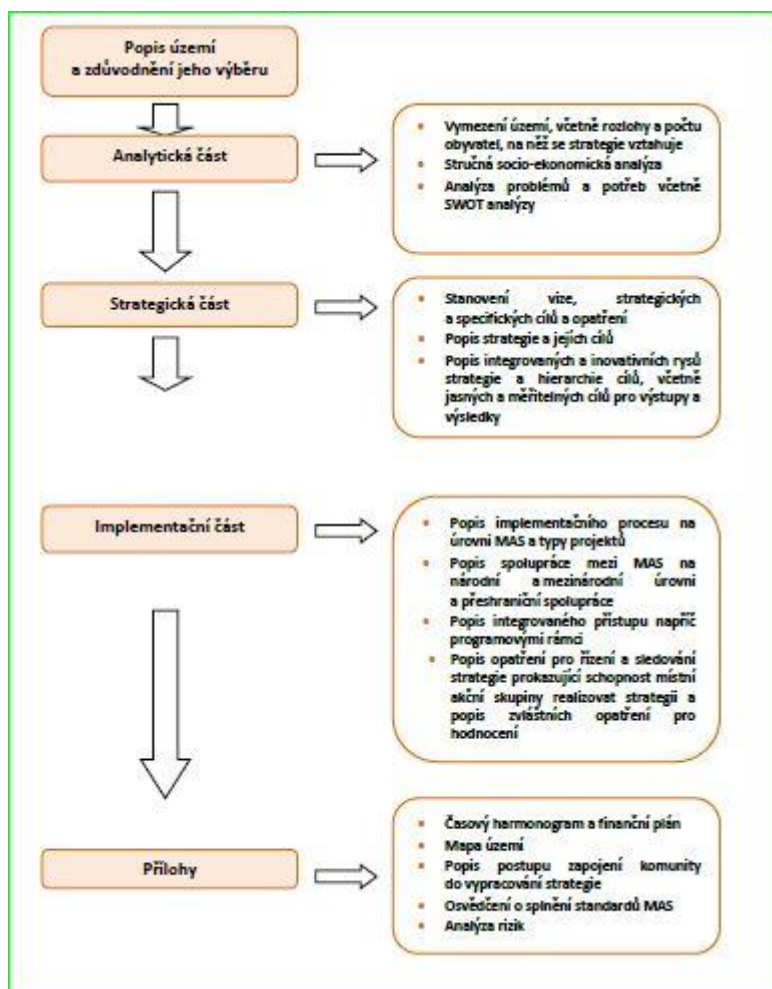 Popis území
a zdůvodnění jeho výběru
Analytická část
• Vymezení území, včetně rozlohy a počtu
obyvatel, na něž se strategie vztahuje
• Stručná socio-ekonomická analýza
• Analýza problémů a potřeb včetně
SWOT analýzy
Strategická část
• Stanovení vize, strategických
a specifických cílů a opatření
• Popis strategie a jejích cílů
• Popis integrovaných a inovativních rysů
strategie a hierarchie cílů, včetně
jasných a měřitelných cílů pro výstupy a
výsledky
Implementační část
• Popis implementačního procesu na
úrovni MAS a typy projektů
• Popis spolupráce mezi MAS na
národní a mezinárodní úrovni
a přeshraniční spolupráce
• Popis integrovaného přístupu napříč
programovými rámci
• Popis opatření pro řízení a sledování
strategie prokazující schopnost místní
akční skupiny realizovat strategii a
popis zvláštních opatření pro
hodnocení
Přílohy
• Časový harmonogram a finanční plán
• Mapa území
• Popis postupu zapojení komunity
do vypracování strategie
• Osvědčení o splnění standardů MAS
• Analýza rizik